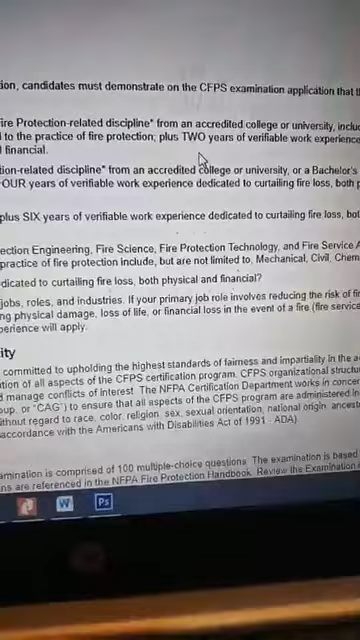 ion, candidates must demonstrate on the CFPS examination application that th
ire Protection-related discipline* from an accredited college or university, inclu
to the practice of fire protection; plus TWO years of verifiable work experience
financial.
tion-related discipline* from an accredited college or university, or a Bachelor's
OUR years of verifiable work experience dedicated to curtailing fire loss, both p
plus SIX years of verifiable work experience dedicated to curtailing fire loss, bot
ection Engineering, Fire Science, Fire Protection Technology, and Fire Service A
practice of fire protection include, but are not limited to, Mechanical, Civil, Chem
dicated to curtailing fire loss, both physical and financial?
jobs, roles, and industries. If your primary job role involves reducing the risk of fi
ng physical damage, loss of life, or financial loss in the event of a fire (fire service
perience will apply.
ity
committed to upholding the highest standards of fairness and impartiality in the a
tion of all aspects of the CFPS certification program. CFPS organizational structur
d manage conflicts of interest. The NFPA Certification Department works in concer
oup, or "CAG") to ensure that all aspects of the CFPS program are administered in
ithout regard to race, color, religion, sex, sexual orientation, national origin, ancest
accordance with the Americans with Disabilities Act of 1991 - ADA)
amination is comprised of 100 multiple-choice questions. The examination is based
ns are referenced in the NFPA Fire Protection Handbook. Review the Examination
W
Ps